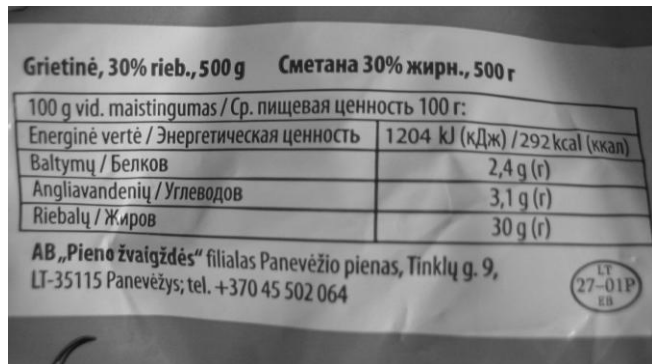 Grietinė, 30% rieb., 500 g Сметана 30% жирн., 500 г
100 g vid. maistingumas / Ср. пищевая ценность 100 г:
Energinė vertė / Энергетическая ценность 1204 kJ (кДж) / 292 kcal (ккал)
Baltymų / Белков 2,4 g (г)
Angliavandenių / Углеводов 3,1 g (г)
Riebalų / Жиров 30 g (г)
AB „Pieno žvaigždės“ filialas Panevėžio pienas, Tinklų g. 9,
LT-35115 Panevėžys; tel. +370 45 502 064
LT
27-01P
EB